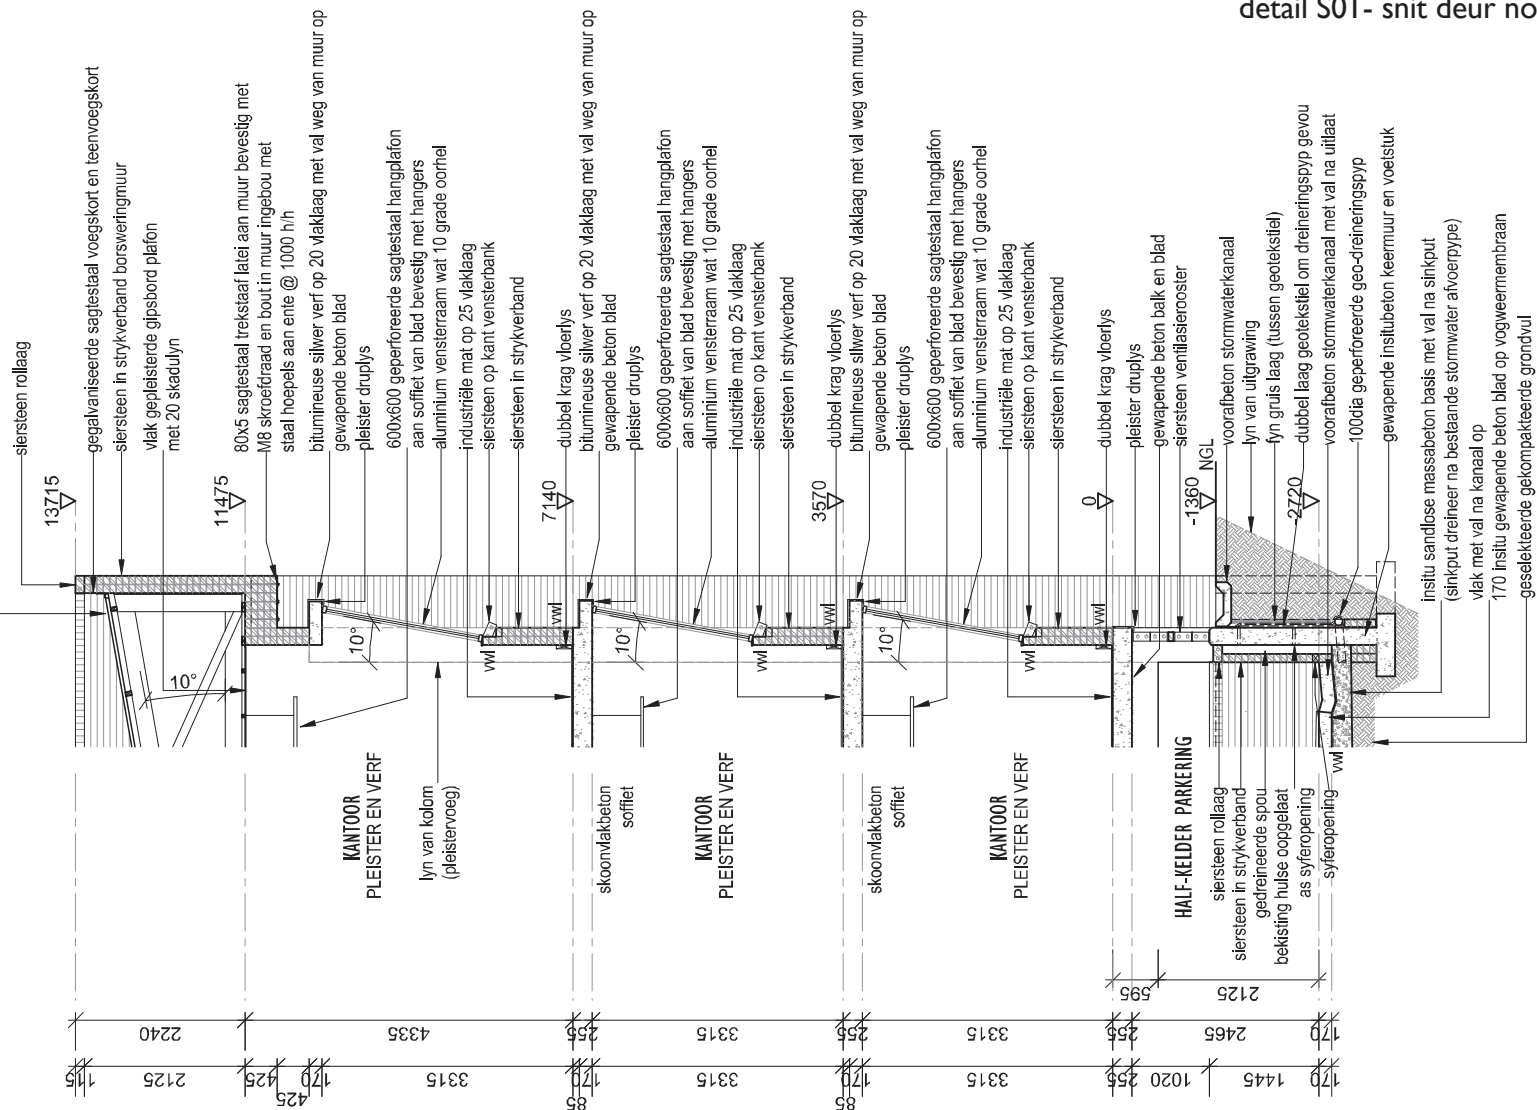 detail S01- snit deur no
siersteen rollaag
gegalvaniseerde sagtestaal voegskort en teenvoegskort
siersteen in strykverband borsweringmuur
vlak gepleisterde gipsbord plafon
met 20 skadulyn
80x5 sagtestaal trekstaaf latei aan muur bevestig met
M8 skroefdraad en bout in muur ingebou met
staal hoepels aan ente @ 1000 h/h
bitumineuse silwer verf op 20 vlaklaag met val weg van muur op
gewapende beton blad
pleister druplys
600x600 geperforeerde sagtestaal hangplafon
aan soffiet van blad bevestig met hangers
aluminium vensterraam wat 10 grade oorhel
industriële mat op 25 vlaklaag
siersteen op kant vensterbank
siersteen in strykverband
dubbel krag vloerlys
bitumineuse silwer verf op 20 vlaklaag met val weg van muur op
gewapende beton blad
pleister druplys
600x600 geperforeerde sagtestaal hangplafon
aan soffiet van blad bevestig met hangers
aluminium vensterraam wat 10 grade oorhel
industriële mat op 25 vlaklaag
siersteen op kant vensterbank
siersteen in strykverband
dubbel krag vloerlys
bitumineuse silwer verf op 20 vlaklaag met val weg van muur op
gewapende beton blad
pleister druplys
600x600 geperforeerde sagtestaal hangplafon
aan soffiet van blad bevestig met hangers
aluminium vensterraam wat 10 grade oorhel
industriële mat op 25 vlaklaag
siersteen op kant vensterbank
siersteen in strykverband
dubbel krag vloerlys
pleister druplys
gewapende beton balk en blad
siersteen ventilasierooster
voorafbeton stormwaterkanaal
lyn van uitgrawing
fyn gruis laag (tussen geotekstiel)
dubbel laag geotekstiel om dreineringspyp gevou
voorafbeton stormwaterkanaal met val na uitlaat
100dia geperforeerde geo-dreineringspyp
gewapende insitubeton keermuur en voetstuk
insitu sandlose massabeton basis met val na sinkput
(sinkput dreineer na bestande stormwater afvoerpype)
vlak met val na kanaal op
170 insitu gewapende beton blad op vogweermembraan
geselekteerde gekompakteerde grondvul
13715
11475
7140
3570
0
-1360
NGL
-2720
10°
10°
10°
10°
vwl
vwl
vwl
vwl
vwl
vwl
vwl
KANTOOR
PLEISTER EN VERF
lyn van kolom
(pleistervoeg)
skoonvlakbeton
soffiet
KANTOOR
PLEISTER EN VERF
skoonvlakbeton
soffiet
KANTOOR
PLEISTER EN VERF
HALF-KELDER PARKERING
siersteen rollaag
siersteen in strykverband
gedreineerde spou
bekisting hulse oopgelaat
as syferopening
syferopening
595
2125
2240
4335
255
3315
255
3315
255
2465
170
115
2125
425
425
170
3315
85
170
3315
85
170
3315
255
1020
1445
170